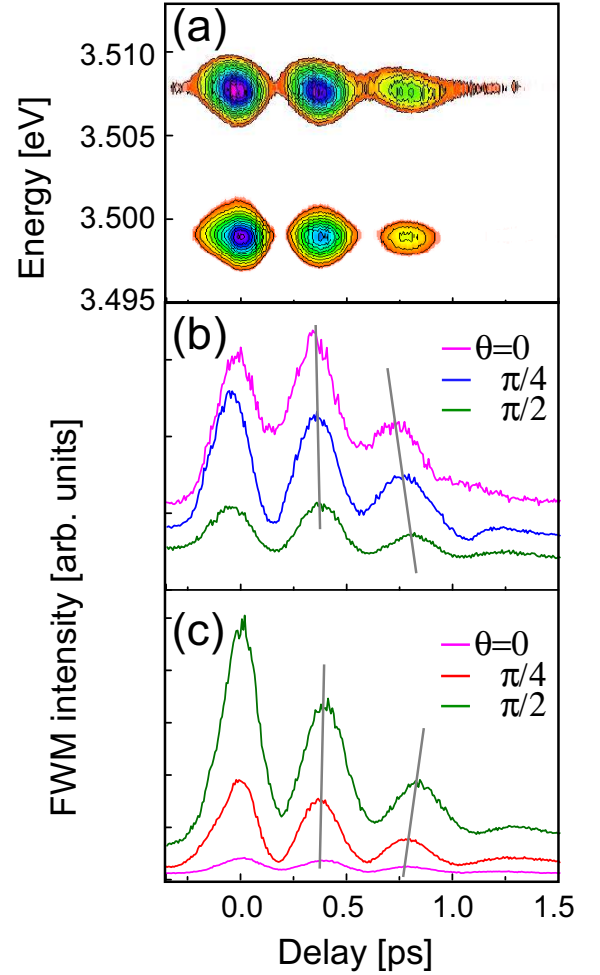 (a)
3.510
3.505
3.500
3.495
Energy [eV]
(b)
θ=0
π/4
π/2
FWM intensity [arb. units]
(c)
θ=0
π/4
π/2
0.0 0.5 1.0 1.5
Delay [ps]